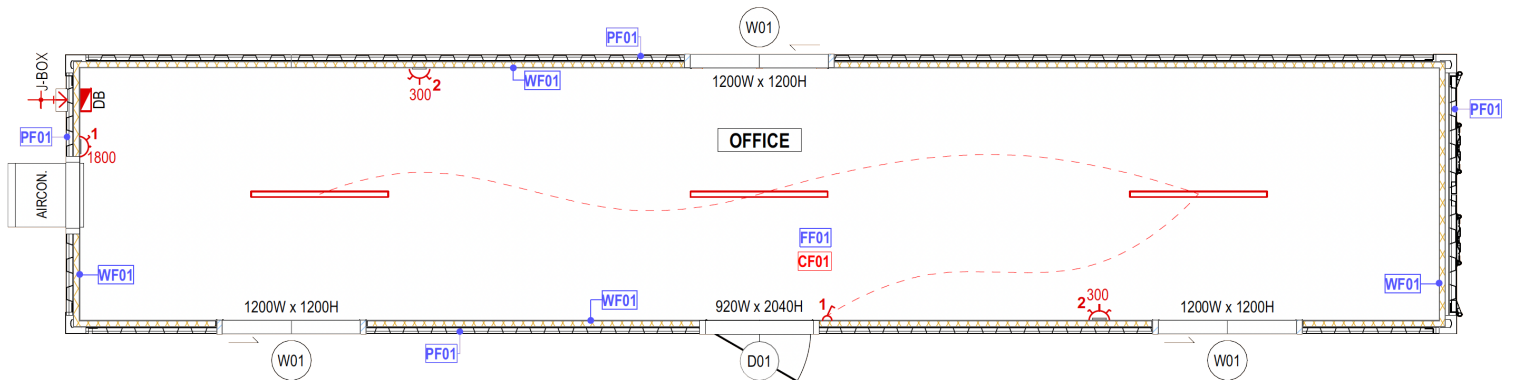 W01
PF01
J-BOX
WF01
1200W x 1200H
2
300
DB
PF01
PF01
1
1800
OFFICE
AIRCON.
FF01
CF01
WF01
WF01
1200W x 1200H
WF01
920W x 2040H
1
2
300
1200W x 1200H
PF01
W01
D01
W01